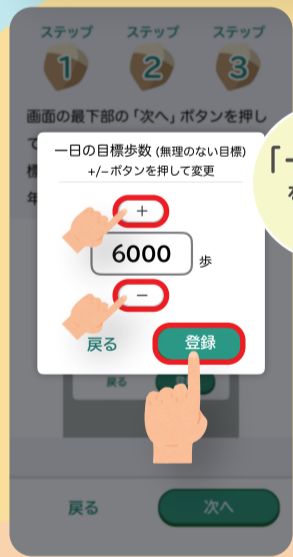 ステップ ステップ ステップ
1 2 3
画面の最下部の「次へ」ボタンを押し
一日の目標歩数 (無理のない目標)
+/−ボタンを押して変更
+
6000 歩
−
戻る 登録
戻る
戻る 次へ